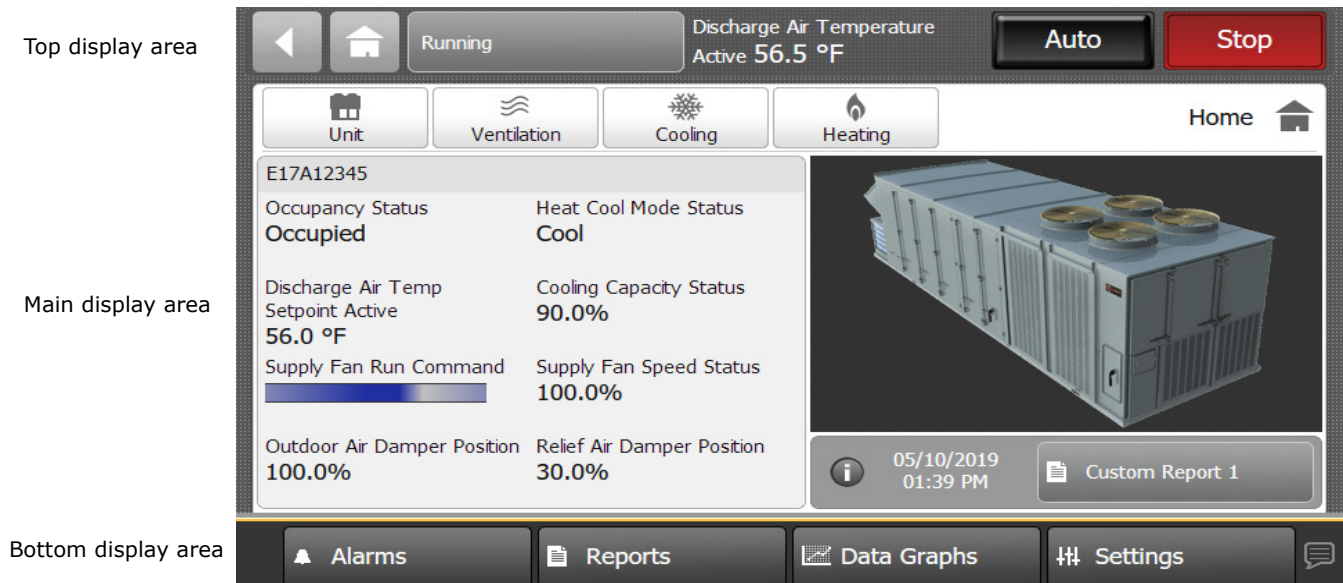 Top display area
Running
Discharge Air Temperature
Active 56.5 °F
Auto
Stop
Unit
Ventilation
Cooling
Heating
Home
Main display area
E17A12345
Occupancy Status
Occupied
Heat Cool Mode Status
Cool
Discharge Air Temp
Setpoint Active
56.0 °F
Cooling Capacity Status
90.0%
Supply Fan Run Command
Supply Fan Speed Status
100.0%
Outdoor Air Damper Position
100.0%
Relief Air Damper Position
30.0%
05/10/2019
01:39 PM
Custom Report 1
Bottom display area
Alarms
Reports
Data Graphs
Settings